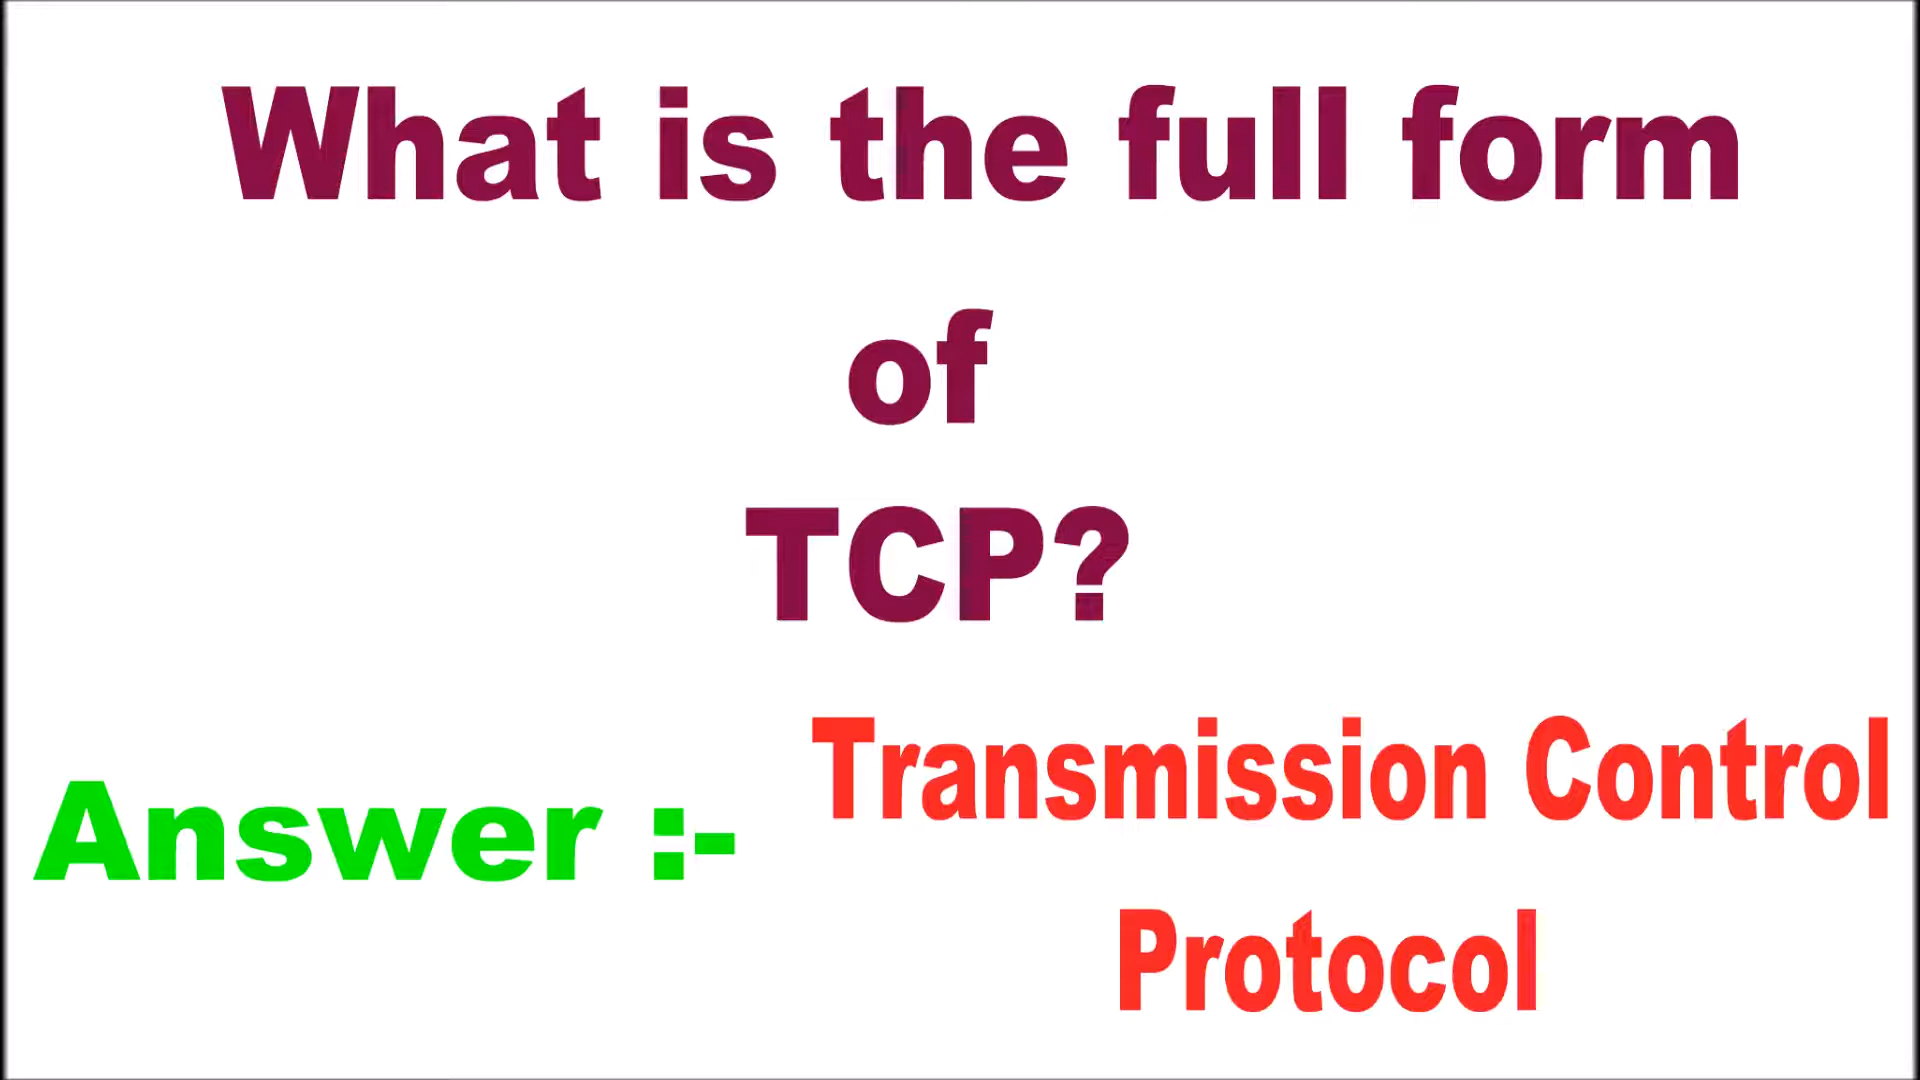 What is the full form
of
TCP?
Answer :- Transmission Control
Protocol